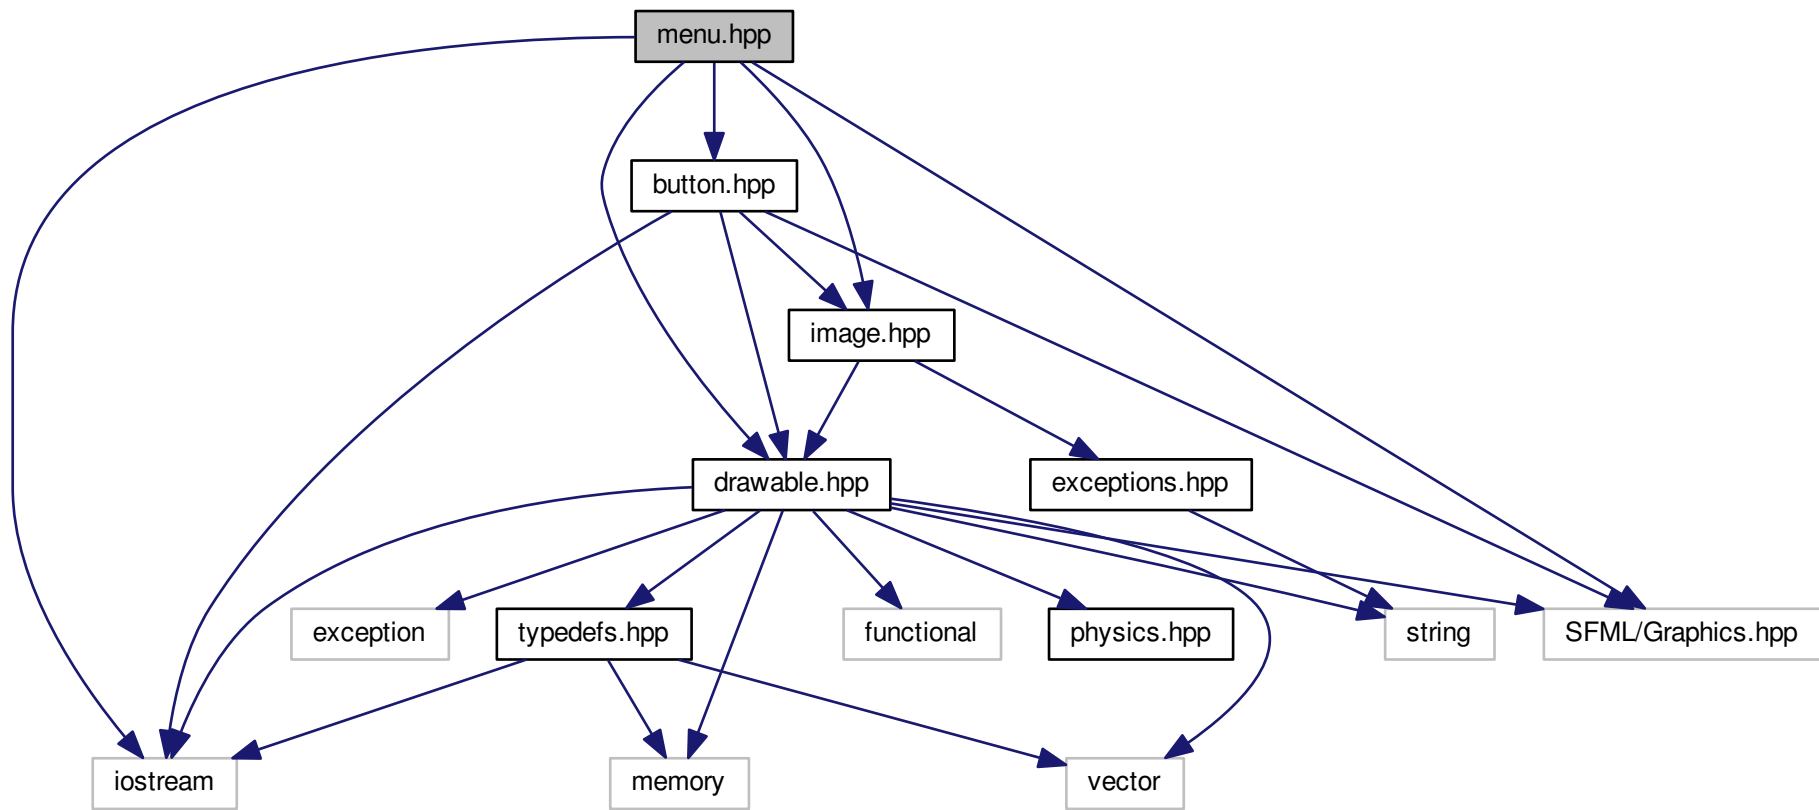 menu.hpp
button.hpp
image.hpp
drawable.hpp
exceptions.hpp
exception
typedefs.hpp
functional
physics.hpp
string
SFML/Graphics.hpp
iostream
memory
vector